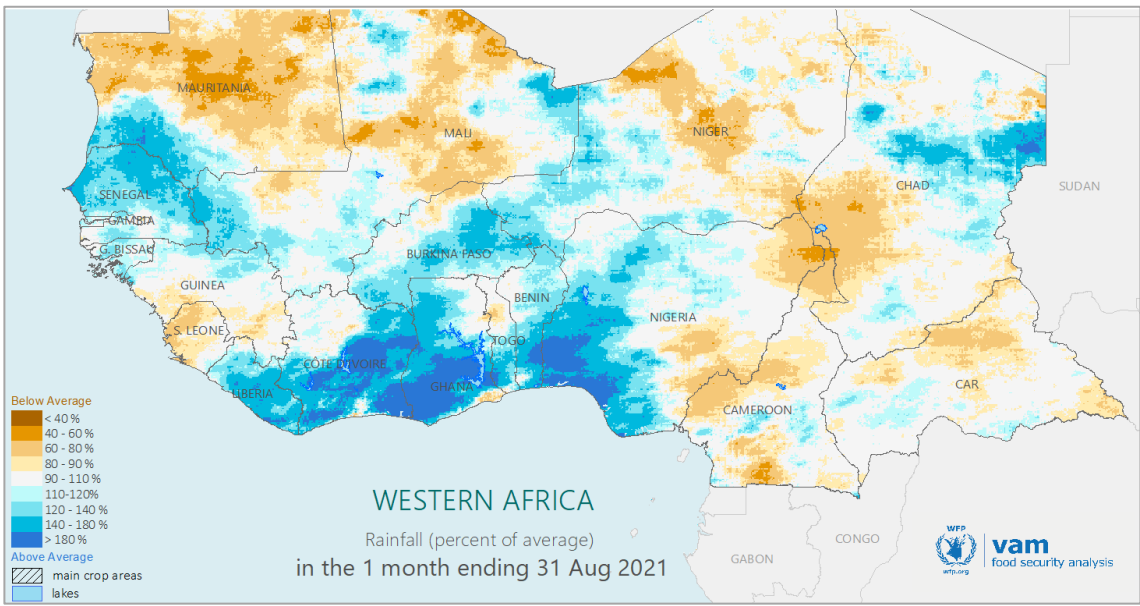 MAURITANIA
MALI
NIGER
CHAD
SUDAN
SENEGAL
GAMBIA
G. BISSAU
BURKINA FASO
GUINEA
BENIN
NIGERIA
S. LEONE
TOGO
CÔTE D'IVOIRE
GHANA
LIBERIA
CAR
CAMEROON
Below Average
< 40 %
40 - 60 %
60 - 80 %
80 - 90 %
90 - 110 %
110-120%
120 - 140 %
140 - 180 %
> 180 %
Above Average
main crop areas
lakes
WESTERN AFRICA
Rainfall (percent of average)
in the 1 month ending 31 Aug 2021
GABON
CONGO
WFP
wfp.org
vam
food security analysis